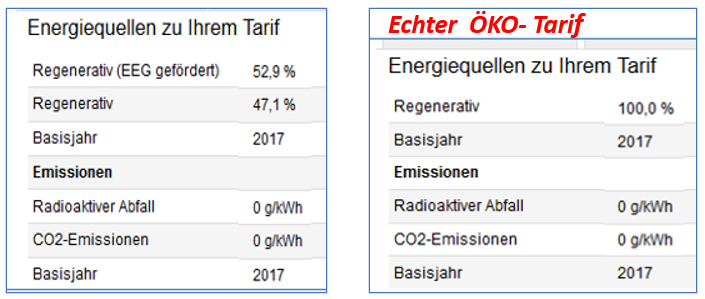 Energiequellen zu Ihrem Tarif
Regenerativ (EEG gefördert) 52,9 %
Regenerativ 47,1 %
Basisjahr 2017
Emissionen
Radioaktiver Abfall 0 g/kWh
CO2-Emissionen 0 g/kWh
Basisjahr 2017
Echter ÖKO- Tarif
Energiequellen zu Ihrem Tarif
Regenerativ 100,0 %
Basisjahr 2017
Emissionen
Radioaktiver Abfall 0 g/kWh
CO2-Emissionen 0 g/kWh
Basisjahr 2017